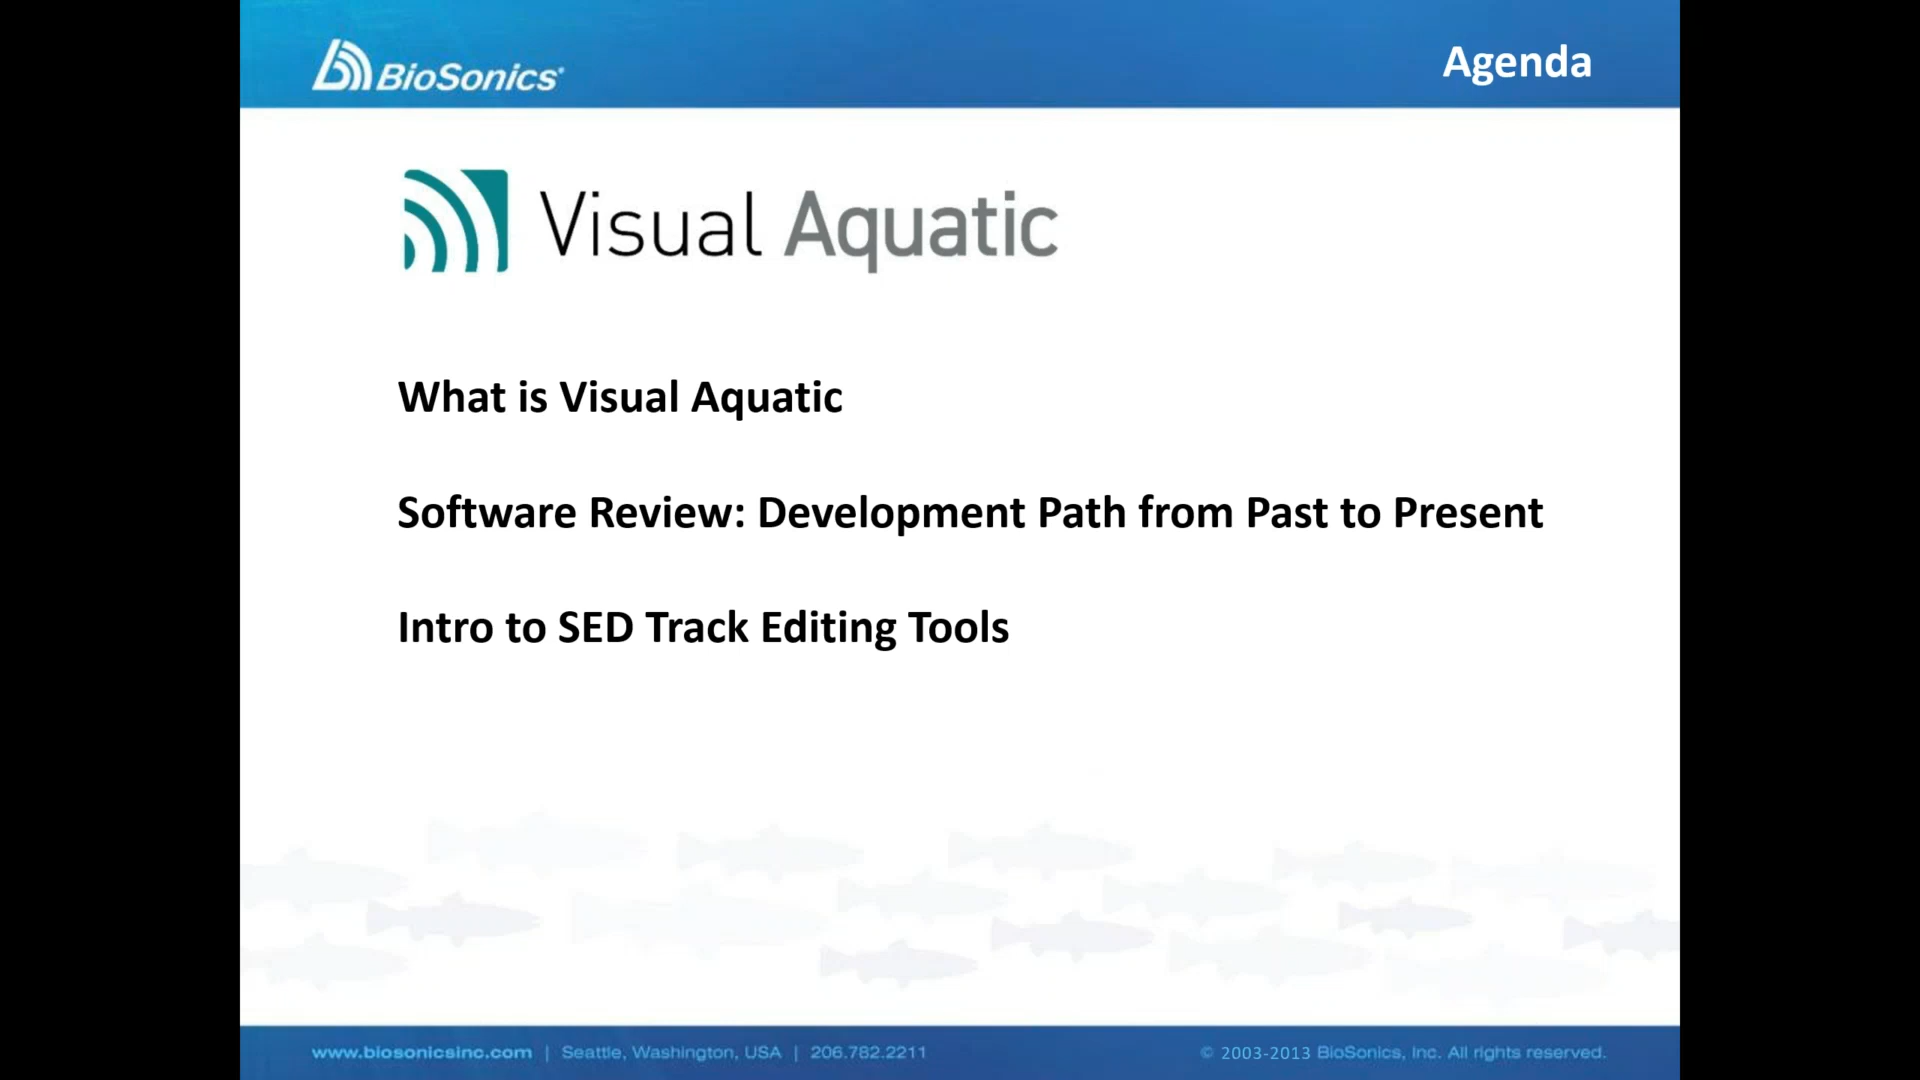 BioSonics®
Agenda
Visual Aquatic
What is Visual Aquatic
Software Review: Development Path from Past to Present
Intro to SED Track Editing Tools
www.biosonicsinc.com | Seattle, Washington, USA | 206.782.2211
© 2003-2013 BioSonics, Inc. All rights reserved.